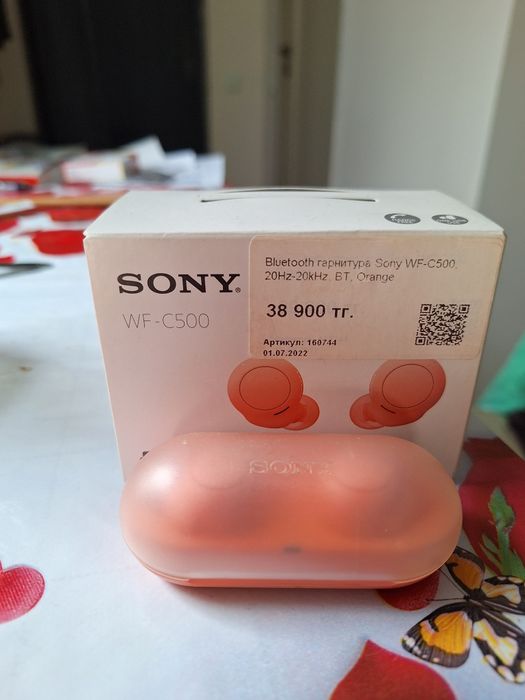 SONY
WF-C500
Bluetooth гарнитура Sony WF-C500,
20Hz-20kHz, BT, Orange
38 900 тг.
Артикул: 160744
01.07.2022
SONY